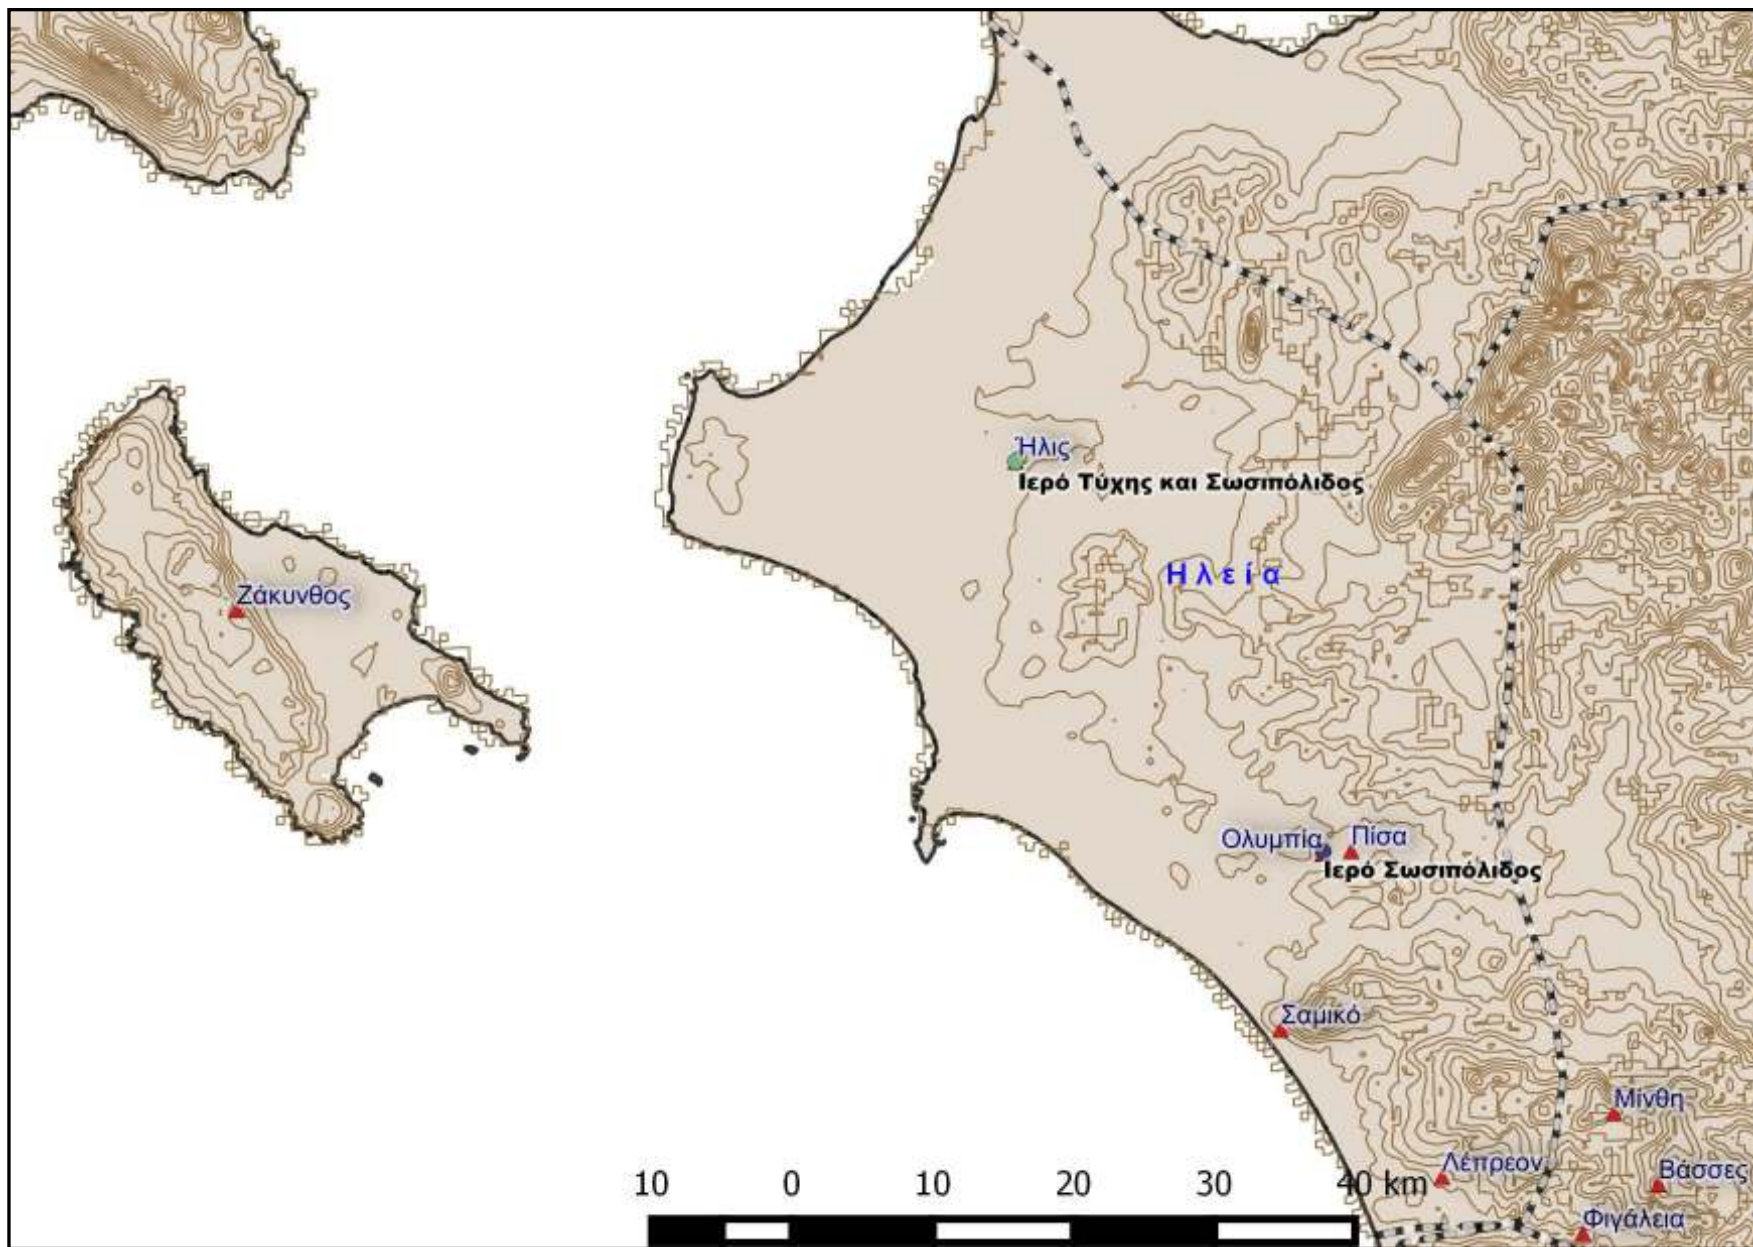 Ήλις
Ιερό Τύχης και Σωσιπόλιδος
Ηλεία
Ζάκυνθος
Ολυμπία
Πίσα
Ιερό Σωσιπόλιδος
Σαμικό
Μίνθη
Λέπρεον
Βάσσες
10 0 10 20 30 40 km
Φιγάλεια